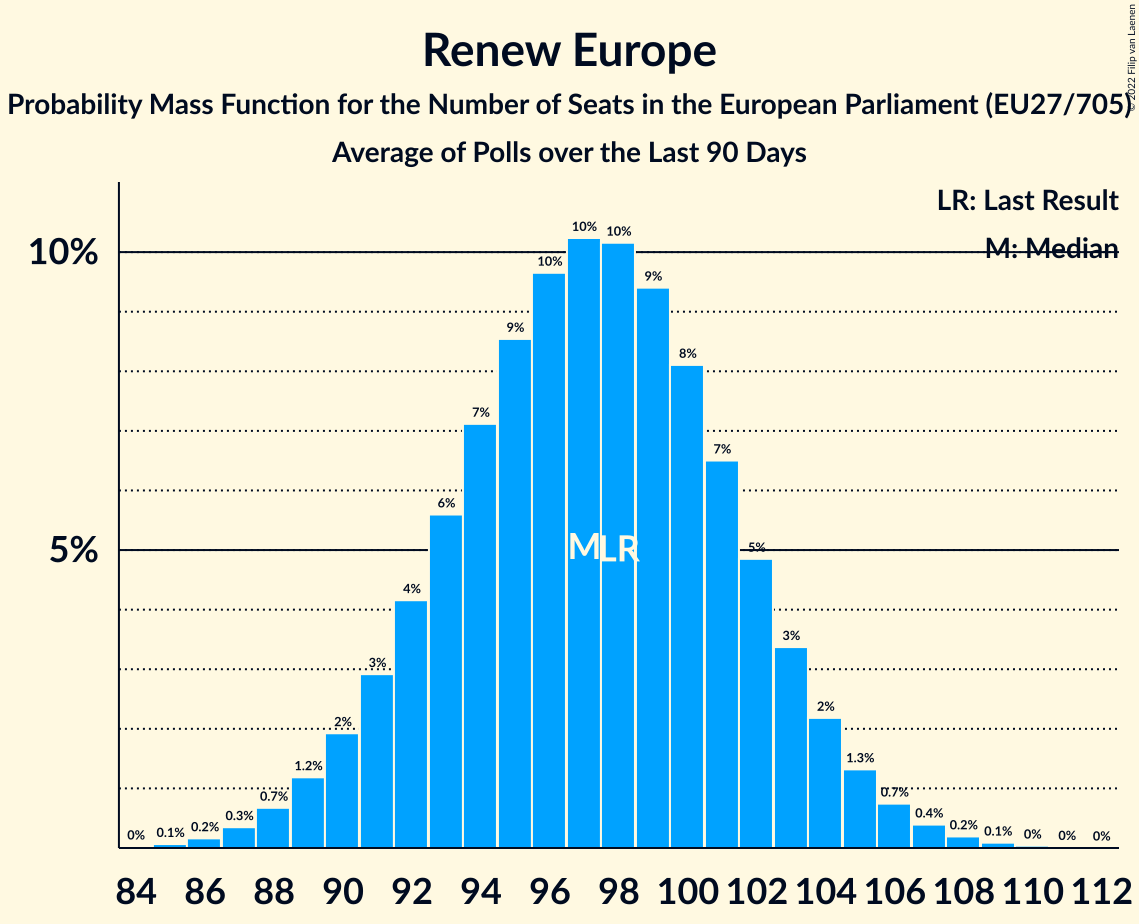 Renew Europe
Probability Mass Function for the Number of Seats in the European Parliament (EU27/705)
Average of Polls over the Last 90 Days
© 2022 Filip van Laenen
LR: Last Result
M: Median
10%
5%
0% 0.1% 0.2% 0.3% 0.7% 1.2% 2% 3% 4% 6% 7% 9% 10% 10% 10% 9% 8% 7% 5% 3% 2% 1.3% 0.7% 0.4% 0.2% 0.1% 0% 0% 0%
M LR
84 86 88 90 92 94 96 98 100 102 104 106 108 110 112